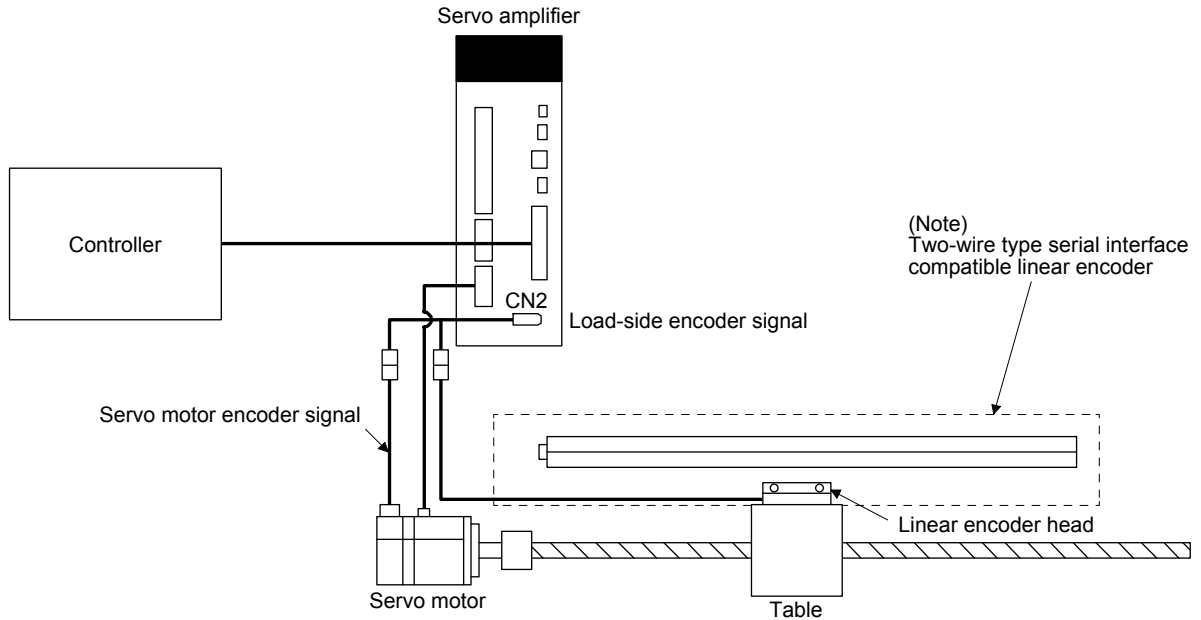 Servo amplifier
Controller
(Note)
Two-wire type serial interface
compatible linear encoder
CN2
Load-side encoder signal
Servo motor encoder signal
Linear encoder head
Servo motor
Table